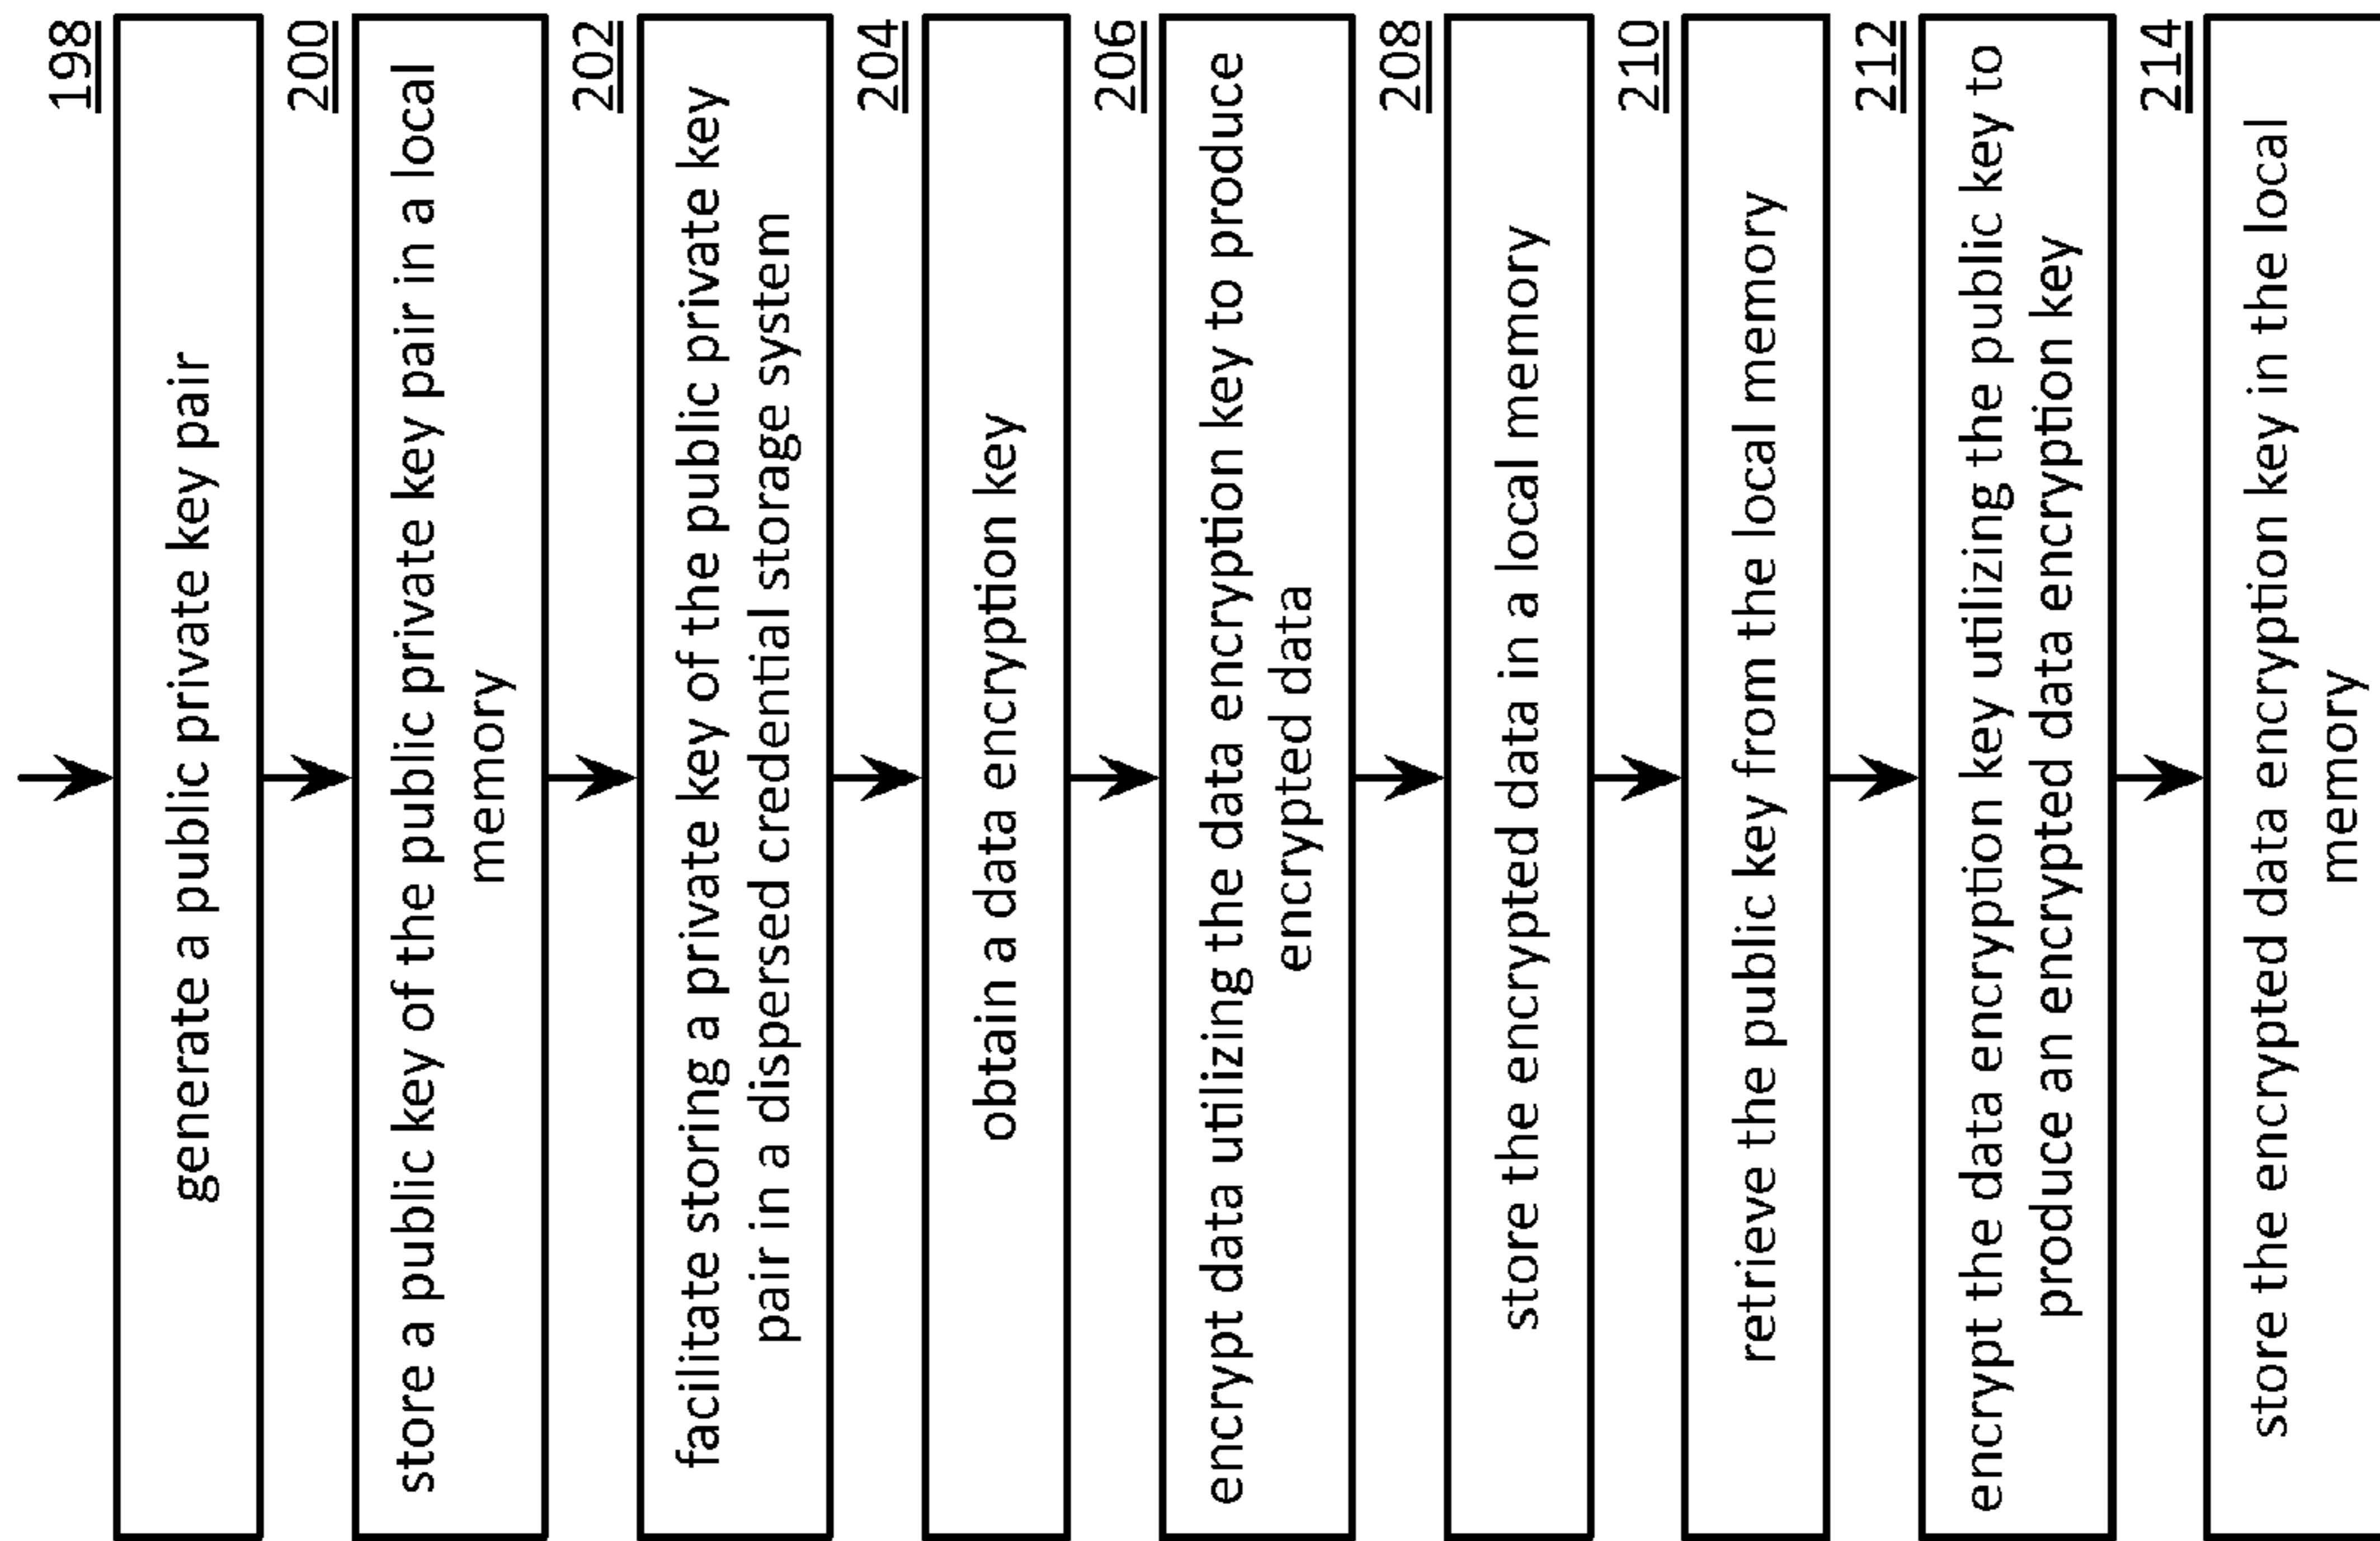 198
generate a public private key pair
200
store a public key of the public private key pair in a local
memory
202
facilitate storing a private key of the public private key
pair in a dispersed credential storage system
204
obtain a data encryption key
206
encrypt data utilizing the data encryption key to produce
encrypted data
208
store the encrypted data in a local memory
210
retrieve the public key from the local memory
212
encrypt the data encryption key utilizing the public key to
produce an encrypted data encryption key
214
store the encrypted data encryption key in the local
memory